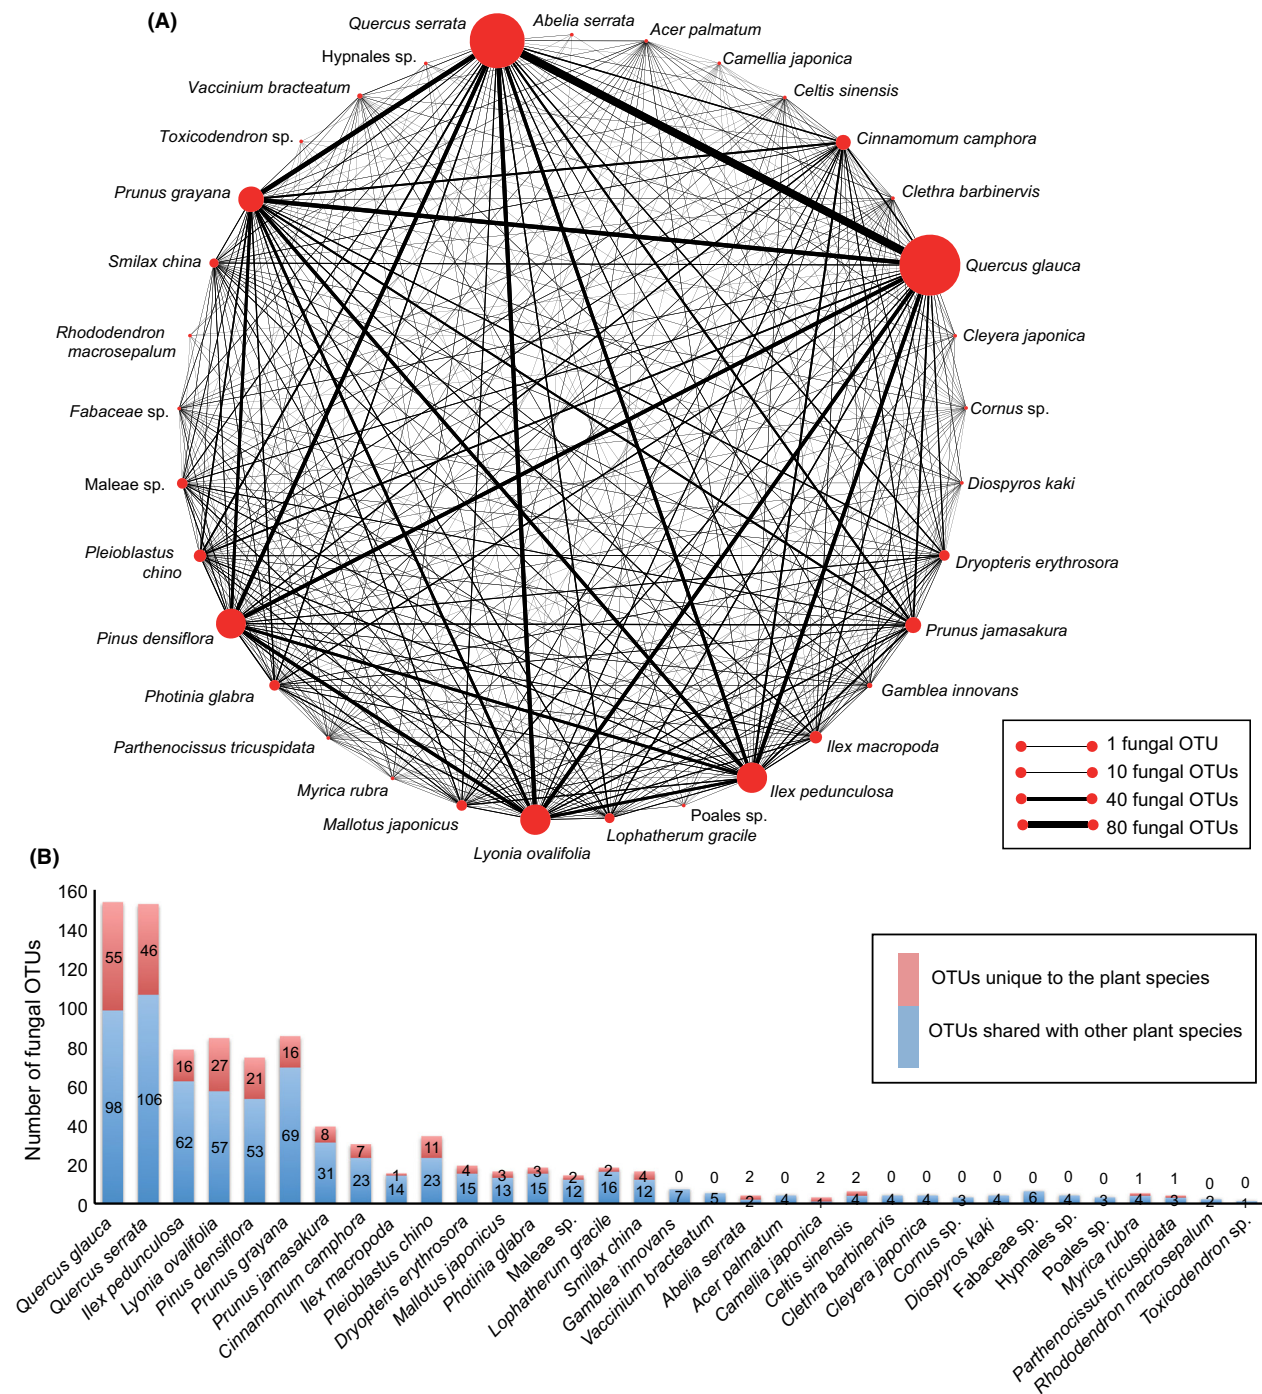 (A)
Quercus serrata
Abelia serrata
Acer palmatum
Hypnales sp.
Camellia japonica
Vaccinium bracteatum
Celtis sinensis
Toxicodendron sp.
Cinnamomum camphora
Prunus grayana
Clethra barbinervis
Smilax china
Quercus glauca
Rhododendron
macrosepalum
Cleyera japonica
Fabaceae sp.
Cornus sp.
Maleae sp.
Diospyros kaki
Pleioblastus
chino
Dryopteris erythrosora
Pinus densiflora
Prunus jamasakura
Photinia glabra
Gamblea innovans
Parthenocissus tricuspidata
Ilex macropoda
Myrica rubra
Ilex pedunculosa
Mallotus japonicus
Poales sp.
Lophatherum gracile
Lyonia ovalifolia
1 fungal OTU
10 fungal OTUs
40 fungal OTUs
80 fungal OTUs
(B)
Number of fungal OTUs
160
140
120
100
80
60
40
20
0
OTUs unique to the plant species
OTUs shared with other plant species
55 46 16 27 21 16 8 7 1 11 4 3 3 2 2 4 0 0 2 0 2 2 0 0 0 0 0 0 0 1 1 0 0
98 106 62 57 53 69 31 23 14 23 15 13 15 12 16 12 7 5 2 4 1 4 4 4 3 4 6 4 3 4 3 2 1
Quercus glauca
Quercus serrata
Ilex pedunculosa
Lyonia ovalifolia
Pinus densiflora
Prunus grayana
Prunus jamasakura
Cinnamomum camphora
Ilex macropoda
Pleioblastus chino
Dryopteris erythrosora
Mallotus japonicus
Photinia glabra
Maleae sp.
Lophatherum gracile
Smilax china
Gamblea innovans
Vaccinium bracteatum
Abelia serrata
Acer palmatum
Camellia japonica
Celtis sinensis
Clethra barbinervis
Cleyera japonica
Cornus sp.
Diospyros kaki
Fabaceae sp.
Hypnales sp.
Poales sp.
Myrica rubra
Parthenocissus tricuspidata
Rhododendron macrosepalum
Toxicodendron sp.